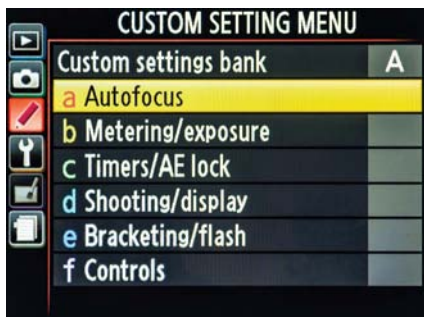 CUSTOM SETTING MENU
Custom settings bank A
a Autofocus
b Metering/exposure
c Timers/AE lock
d Shooting/display
e Bracketing/flash
f Controls